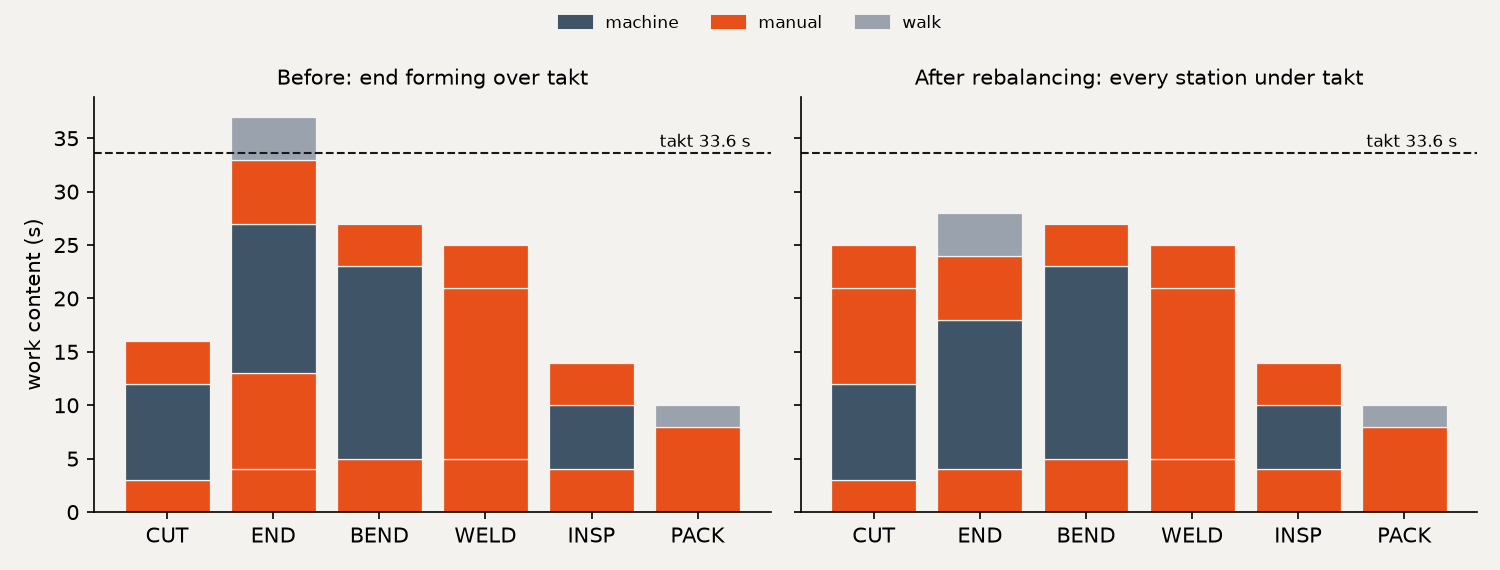 machine manual walk
Before: end forming over takt
After rebalancing: every station under takt
work content (s)
35
30
25
20
15
10
5
0
takt 33.6 s
takt 33.6 s
CUT END BEND WELD INSP PACK
CUT END BEND WELD INSP PACK